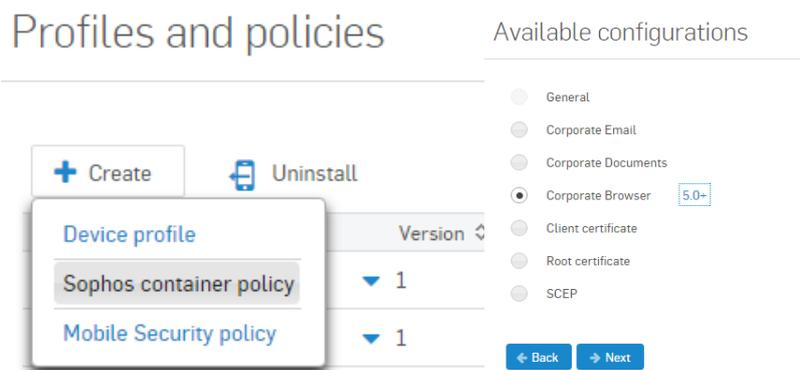 Profiles and policies
Create
Uninstall
Device profile
Sophos container policy
Mobile Security policy
Version
1
1
Available configurations
General
Corporate Email
Corporate Documents
Corporate Browser 5.0+
Client certificate
Root certificate
SCEP
Back
Next